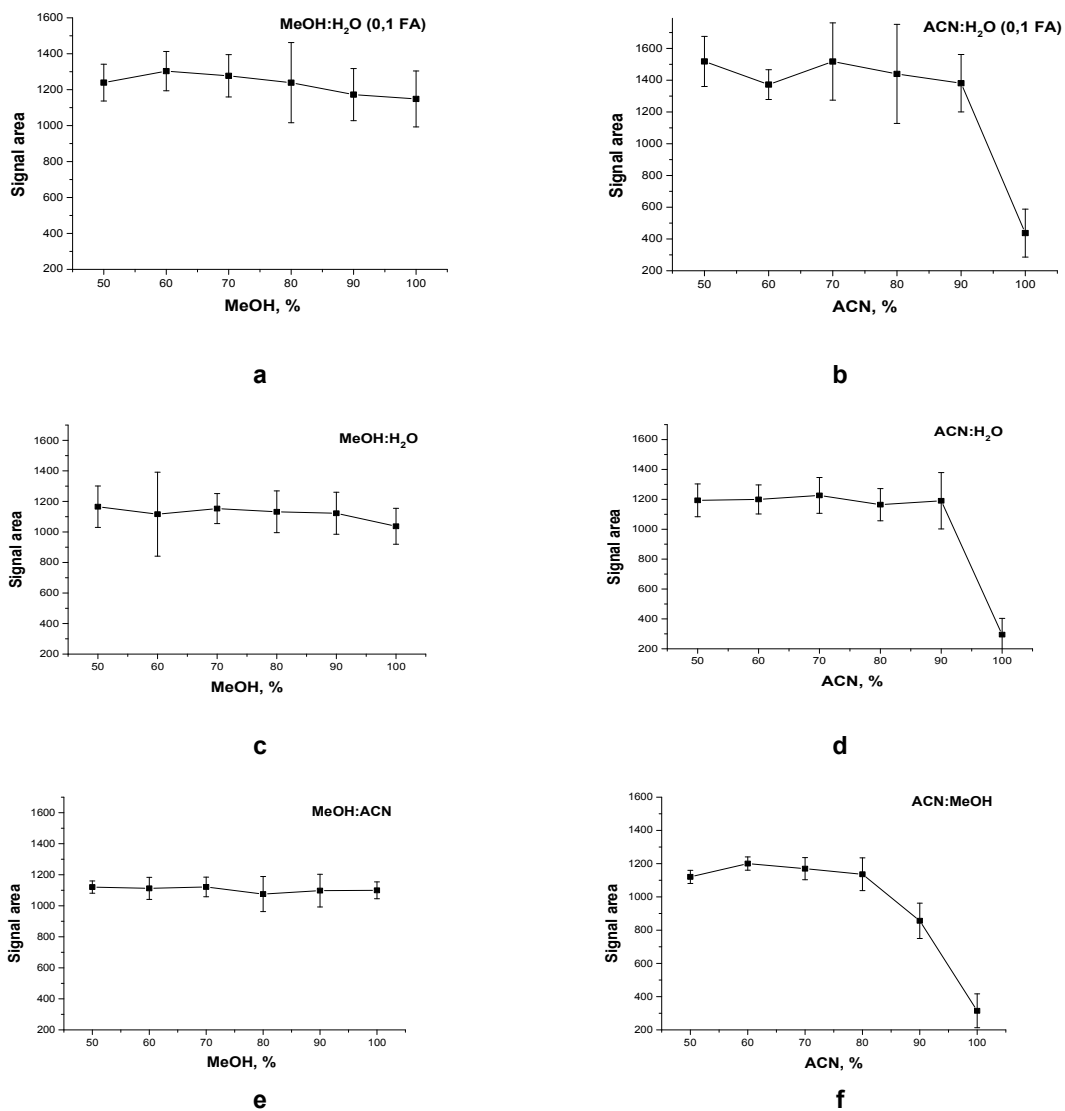 MeOH:H₂O (0,1 FA)
1600
1400
1200
1000
800
600
400
200
Signal area
50 60 70 80 90 100
MeOH, %
a
ACN:H₂O (0,1 FA)
1600
1400
1200
1000
800
600
400
200
Signal area
50 60 70 80 90 100
ACN, %
b
MeOH:H₂O
1600
1400
1200
1000
800
600
400
200
Signal area
50 60 70 80 90 100
MeOH, %
c
ACN:H₂O
1600
1400
1200
1000
800
600
400
200
Signal area
50 60 70 80 90 100
ACN, %
d
MeOH:ACN
1600
1400
1200
1000
800
600
400
200
Signal area
50 60 70 80 90 100
MeOH, %
e
ACN:MeOH
1600
1400
1200
1000
800
600
400
200
Signal area
50 60 70 80 90 100
ACN, %
f